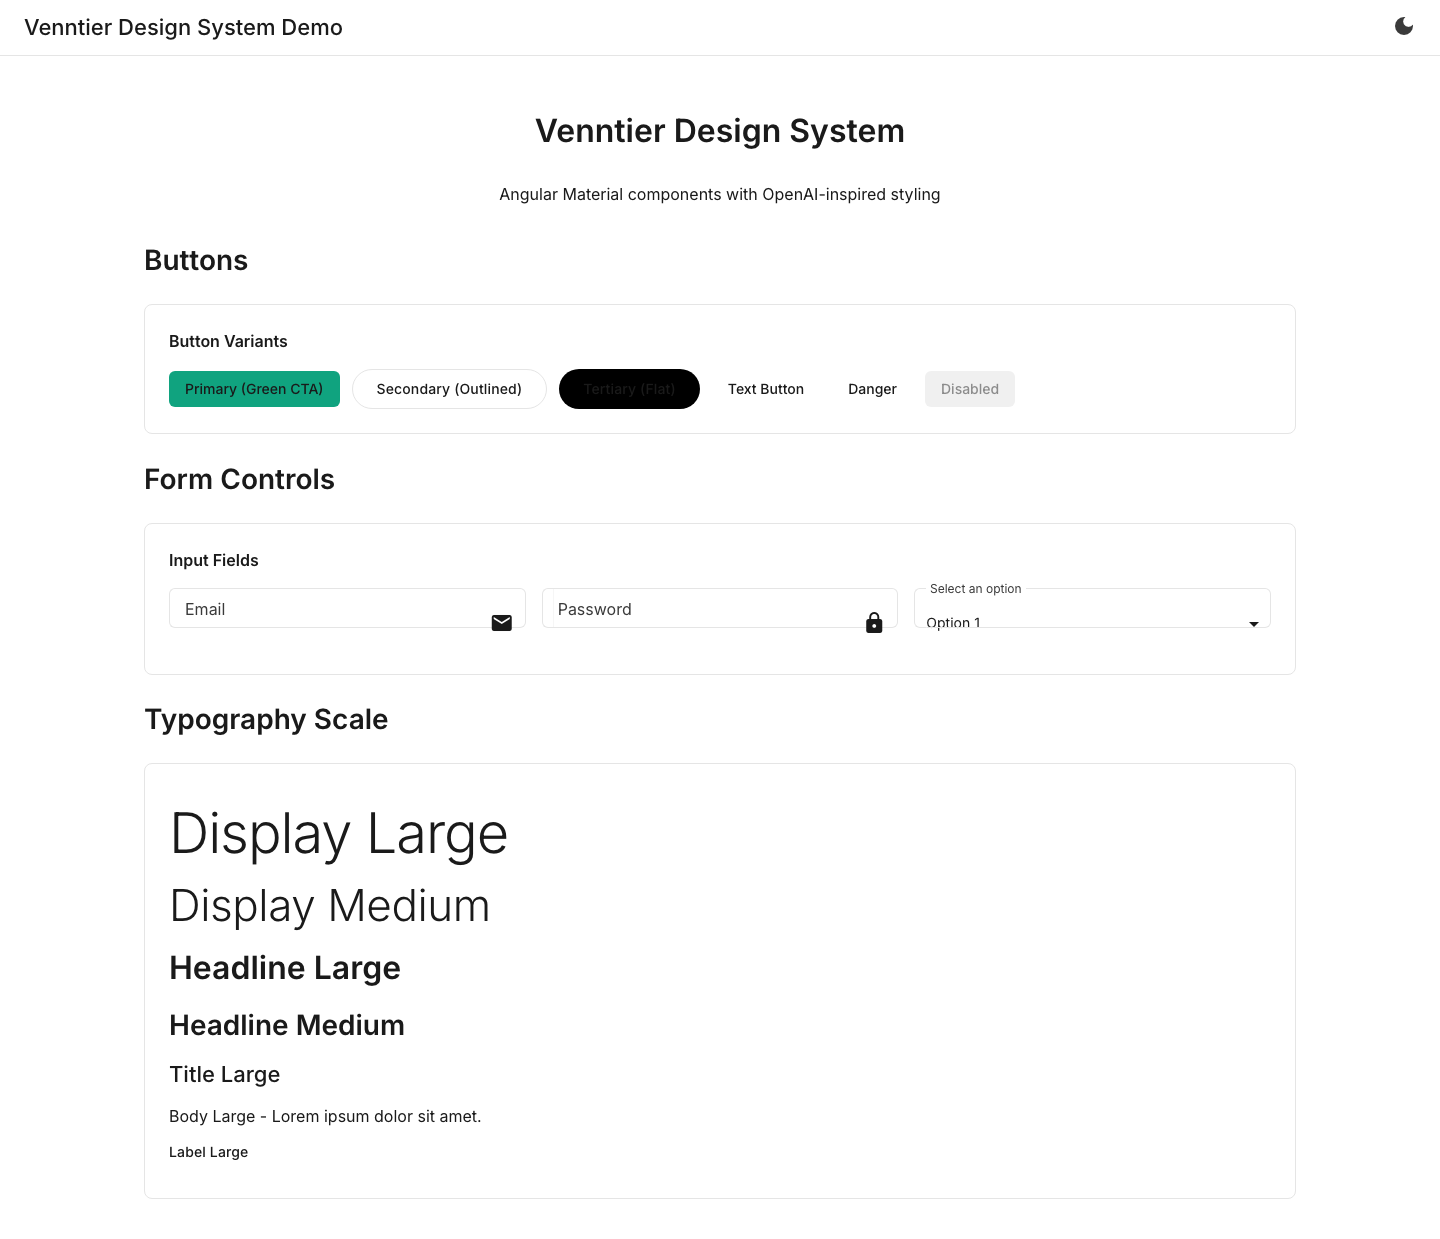 Venntier Design System Demo
Venntier Design System
Angular Material components with OpenAI-inspired styling
Buttons
Button Variants
Primary (Green CTA)
Secondary (Outlined)
Tertiary (Flat)
Text Button
Danger
Disabled
Form Controls
Input Fields
Email
Password
Select an option
Option 1
Typography Scale
Display Large
Display Medium
Headline Large
Headline Medium
Title Large
Body Large - Lorem ipsum dolor sit amet.
Label Large